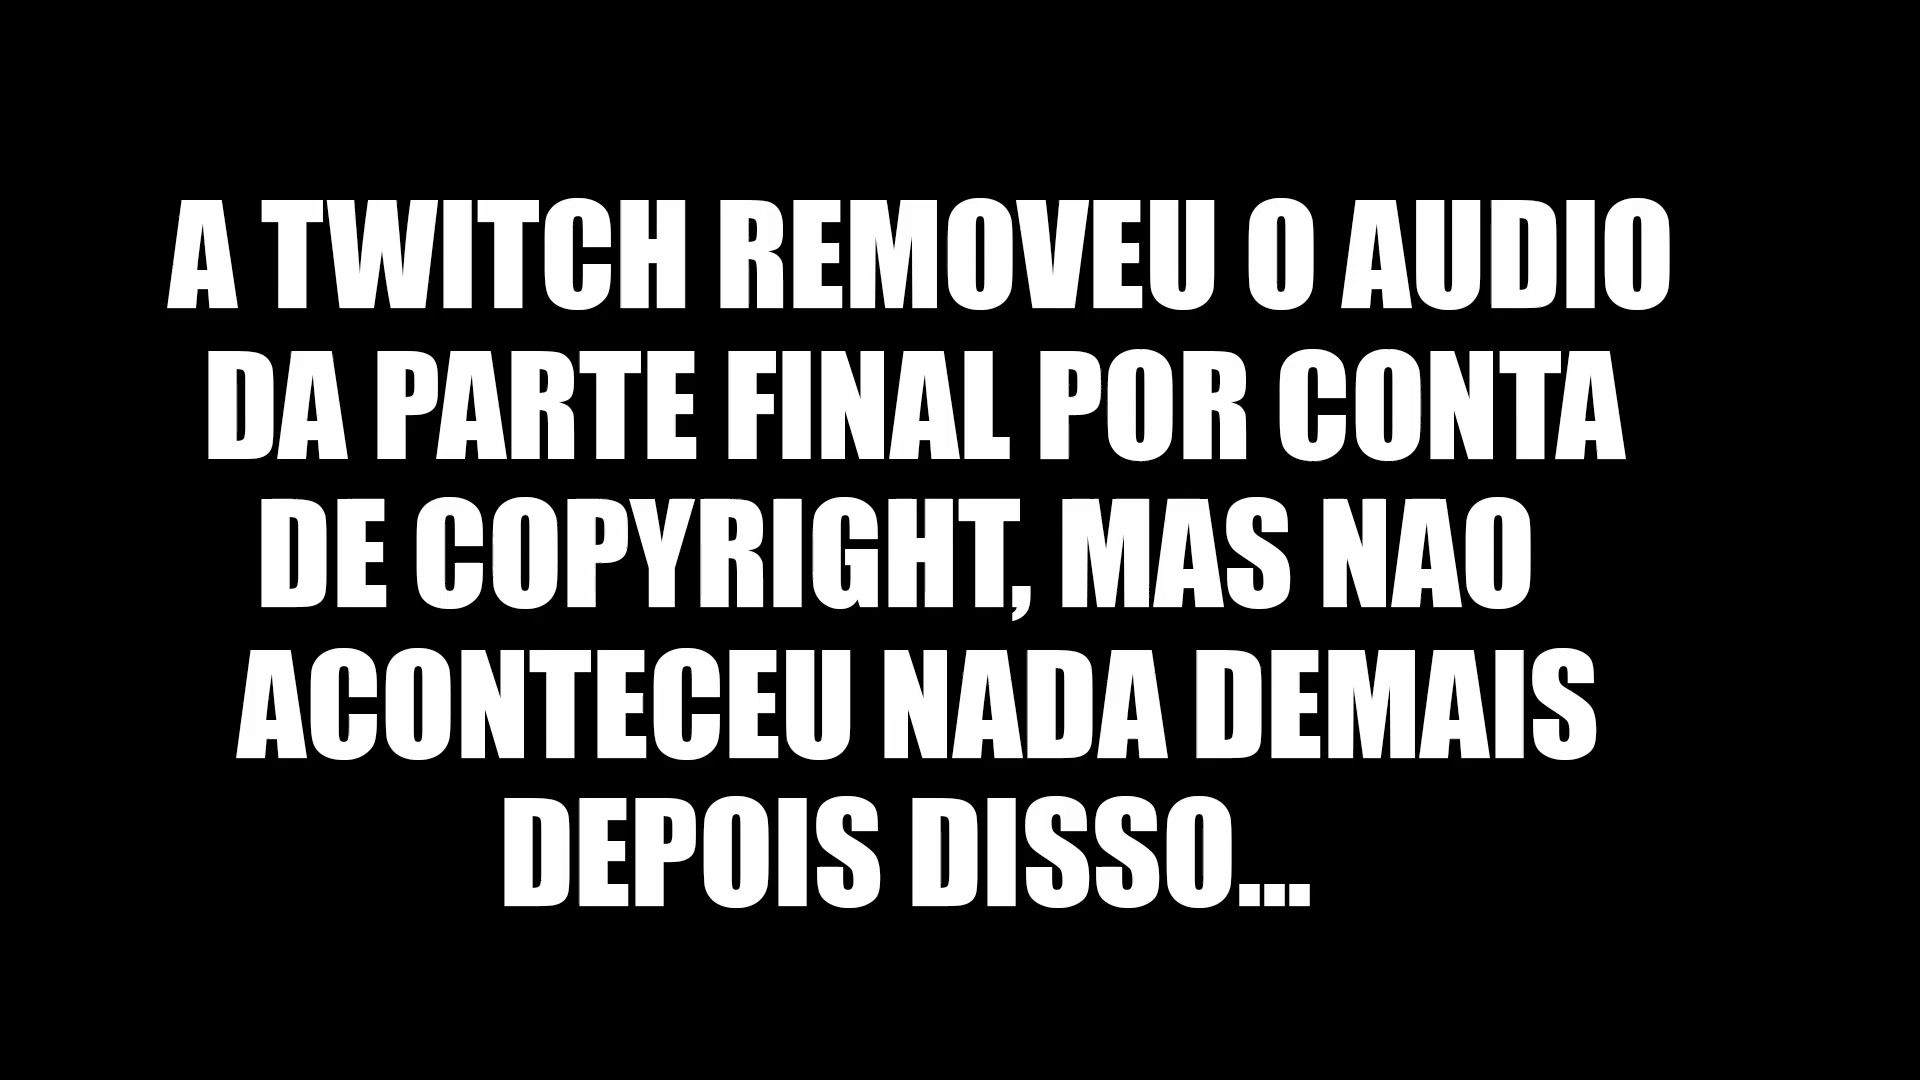 A TWITCH REMOVEU O AUDIO
DA PARTE FINAL POR CONTA
DE COPYRIGHT, MAS NAO
ACONTECEU NADA DEMAIS
DEPOIS DISSO...